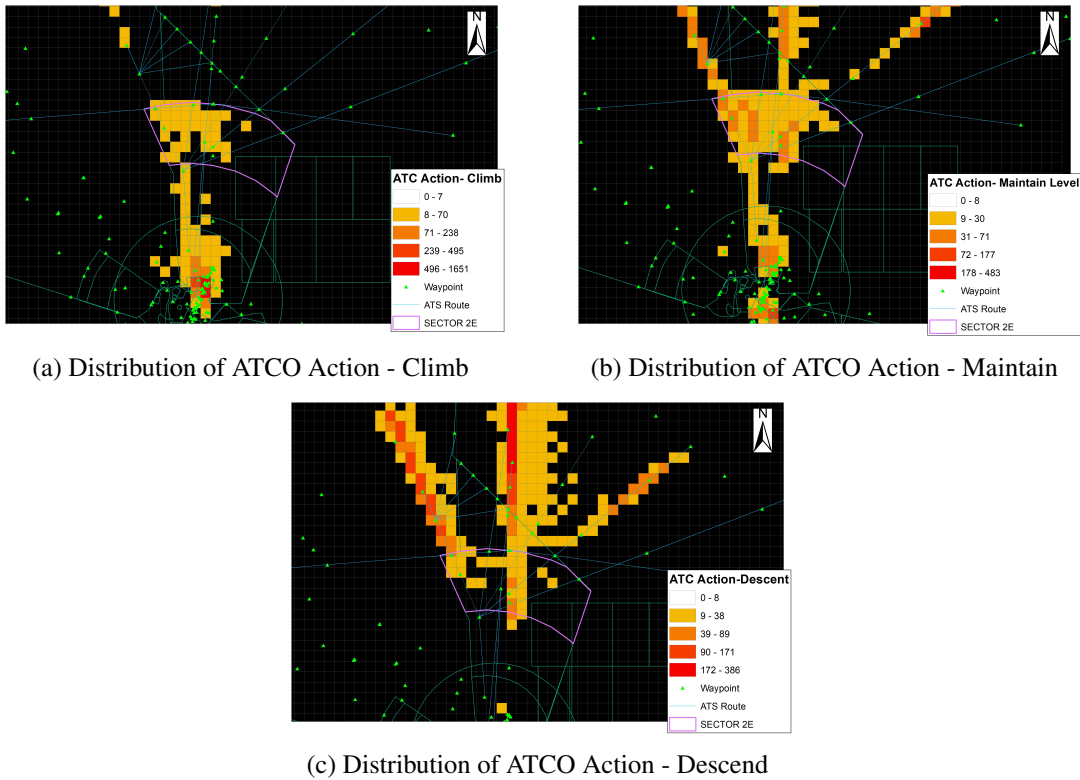 N
ATC Action- Climb
0 - 7
8 - 70
71 - 238
239 - 495
496 - 1651
Waypoint
ATS Route
SECTOR 2E
(a) Distribution of ATCO Action - Climb
N
ATC Action- Maintain Level
0 - 8
9 - 30
31 - 71
72 - 177
178 - 483
Waypoint
ATS Route
SECTOR 2E
(b) Distribution of ATCO Action - Maintain
N
ATC Action-Descent
0 - 8
9 - 38
39 - 89
90 - 171
172 - 386
Waypoint
ATS Route
SECTOR 2E
(c) Distribution of ATCO Action - Descend